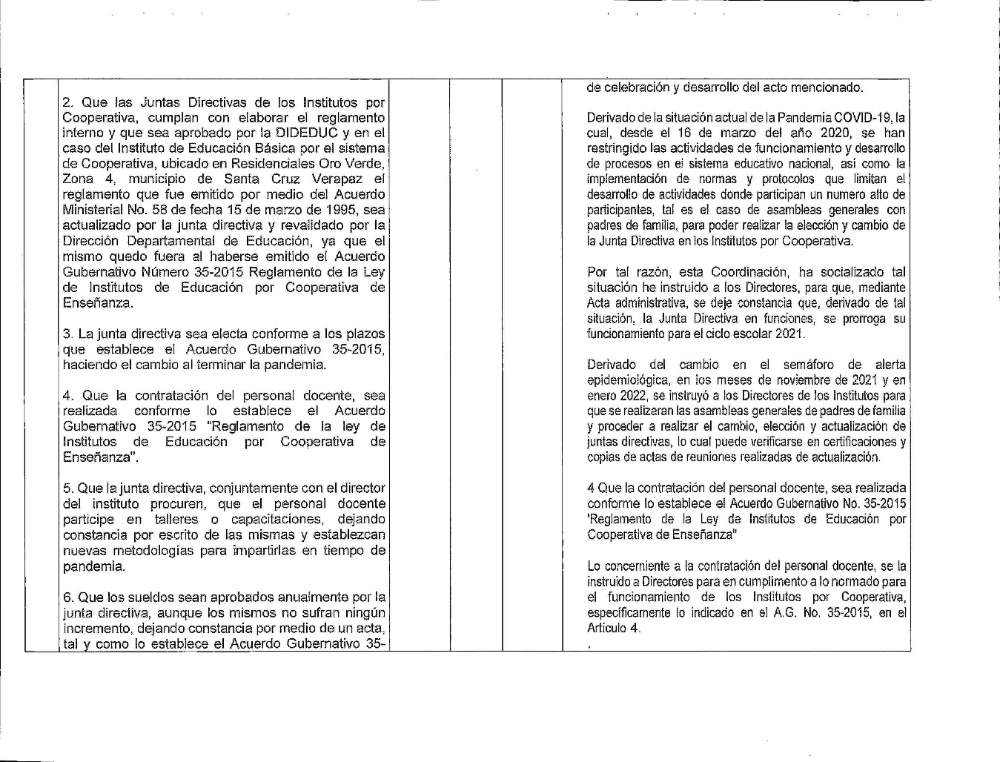 2. Que las Juntas Directivas de los Institutos por
Cooperativa, cumplan con elaborar el reglamento
interno y que sea aprobado por la DIDEDUC y en el
caso del Instituto de Educación Básica por el sistema
de Cooperativa, ubicado en Residenciales Oro Verde,
Zona 4, municipio de Santa Cruz Verapaz el
reglamento que fue emitido por medio del Acuerdo
Ministerial No. 58 de fecha 15 de marzo de 1995, sea
actualizado por la junta directiva y revalidado por la
Dirección Departamental de Educación, ya que el
mismo quedo fuera al haberse emitido el Acuerdo
Gubernativo Número 35-2015 Reglamento de la Ley
de Institutos de Educación por Cooperativa de
Enseñanza.
3. La junta directiva sea electa conforme a los plazos
que establece el Acuerdo Gubernativo 35-2015,
haciendo el cambio al terminar la pandemia.
4. Que la contratación del personal docente, sea
realizada conforme lo establece el Acuerdo
Gubernativo 35-2015 "Reglamento de la ley de
Institutos de Educación por Cooperativa de
Enseñanza".
5. Que la junta directiva, conjuntamente con el director
del instituto procuren, que el personal docente
participe en talleres o capacitaciones, dejando
constancia por escrito de las mismas y establezcan
nuevas metodologías para impartirlas en tiempo de
pandemia.
6. Que los sueldos sean aprobados anualmente por la
junta directiva, aunque los mismos no sufran ningún
incremento, dejando constancia por medio de un acta,
tal y como lo establece el Acuerdo Gubernativo 35-
de celebración y desarrollo del acto mencionado.
Derivado de la situación actual de la Pandemia COVID-19, la
cual, desde el 16 de marzo del año 2020, se han
restringido las actividades de funcionamiento y desarrollo
de procesos en el sistema educativo nacional, así como la
implementación de normas y protocolos que limitan el
desarrollo de actividades donde participan un numero alto de
participantes, tal es el caso de asambleas generales con
padres de familia, para poder realizar la elección y cambio de
la Junta Directiva en los Institutos por Cooperativa.
Por tal razón, esta Coordinación, ha socializado tal
situación he instruido a los Directores, para que, mediante
Acta administrativa, se deje constancia que, derivado de tal
situación, la Junta Directiva en funciones, se prorroga su
funcionamiento para el ciclo escolar 2021.
Derivado del cambio en el semáforo de alerta
epidemiológica, en los meses de noviembre de 2021 y en
enero 2022, se instruyó a los Directores de los Institutos para
que se realizaran las asambleas generales de padres de familia
y proceder a realizar el cambio, elección y actualización de
juntas directivas, lo cual puede verificarse en certificaciones y
copias de actas de reuniones realizadas de actualización.
4 Que la contratación del personal docente, sea realizada
conforme lo establece el Acuerdo Gubernativo No. 35-2015
'Reglamento de la Ley de Institutos de Educación por
Cooperativa de Enseñanza"
Lo concerniente a la contratación del personal docente, se la
instruido a Directores para en cumplimento a lo normado para
el funcionamiento de los Institutos por Cooperativa,
específicamente lo indicado en el A.G. No. 35-2015, en el
Artículo 4.
.